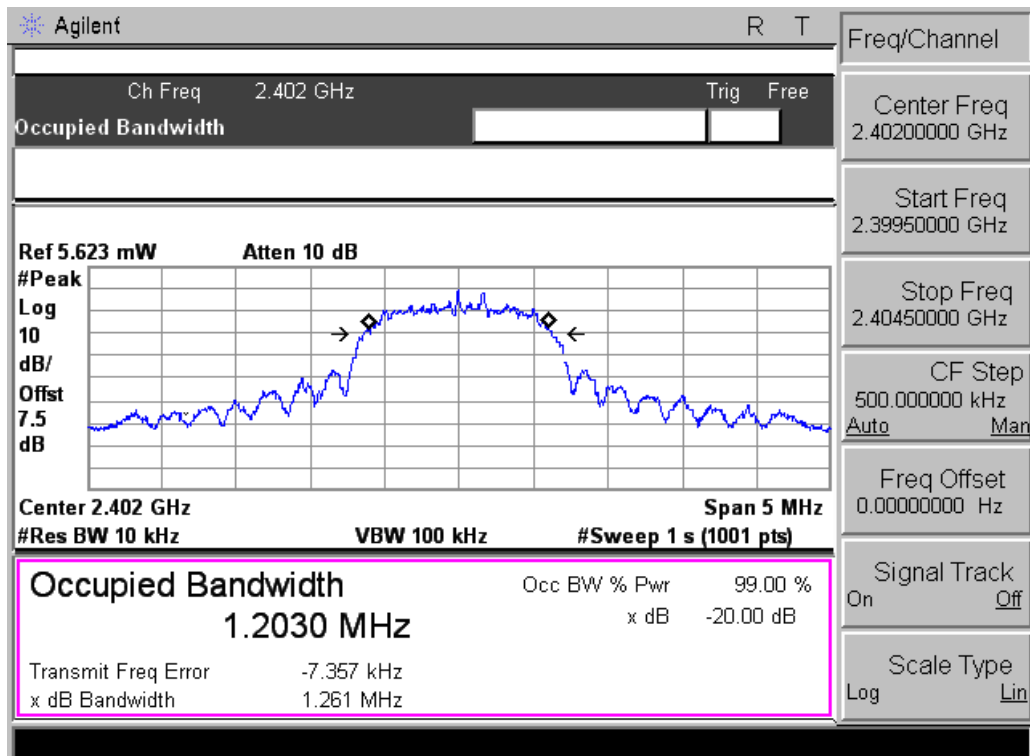 Agilent R T
Ch Freq 2.402 GHz Trig Free
Occupied Bandwidth
Ref 5.623 mW Atten 10 dB
#Peak
Log
10
dB/
Offst
7.5
dB
Center 2.402 GHz Span 5 MHz
#Res BW 10 kHz VBW 100 kHz #Sweep 1 s (1001 pts)
Occupied Bandwidth Occ BW % Pwr 99.00 %
1.2030 MHz x dB -20.00 dB
Transmit Freq Error -7.357 kHz
x dB Bandwidth 1.261 MHz
Freq/Channel
Center Freq
2.40200000 GHz
Start Freq
2.39950000 GHz
Stop Freq
2.40450000 GHz
CF Step
500.000000 kHz
Auto Man
Freq Offset
0.00000000 Hz
Signal Track
On Off
Scale Type
Log Lin